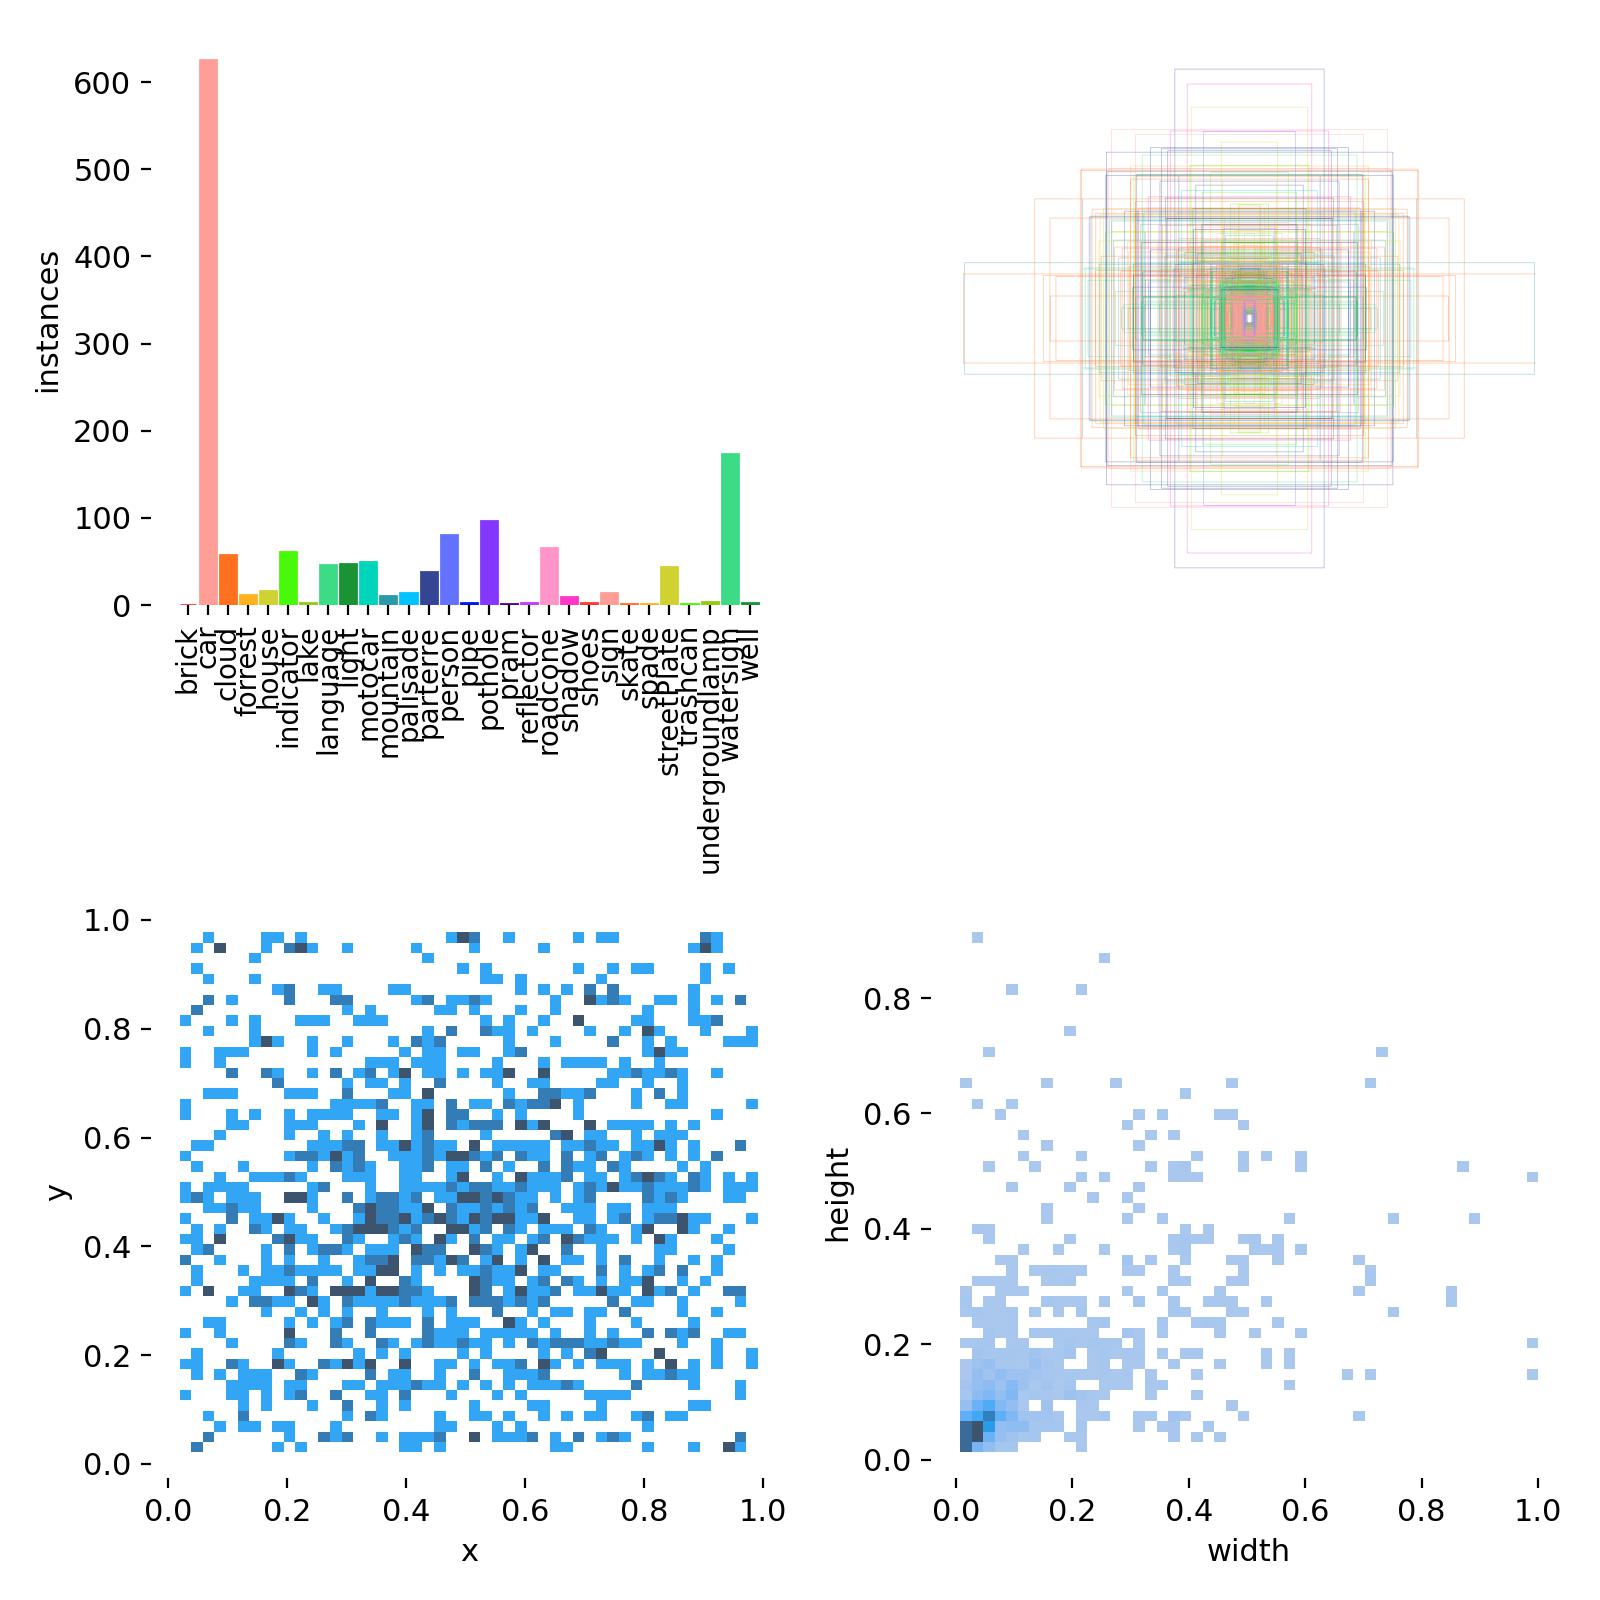 600
500
400
300
200
100
0
instances
brick
car
cloud
forrest
house
indicator
lake
language
light
motocar
mountain
palisade
parterre
person
pipe
pothole
pram
reflector
roadcone
shadow
shoes
sign
skate
spade
streetPlate
trashcan
undergroundlamp
watersign
well
1.0
0.8
0.6
0.4
0.2
0.0
y
0.0 0.2 0.4 0.6 0.8 1.0
x
0.8
0.6
0.4
0.2
0.0
height
0.0 0.2 0.4 0.6 0.8 1.0
width